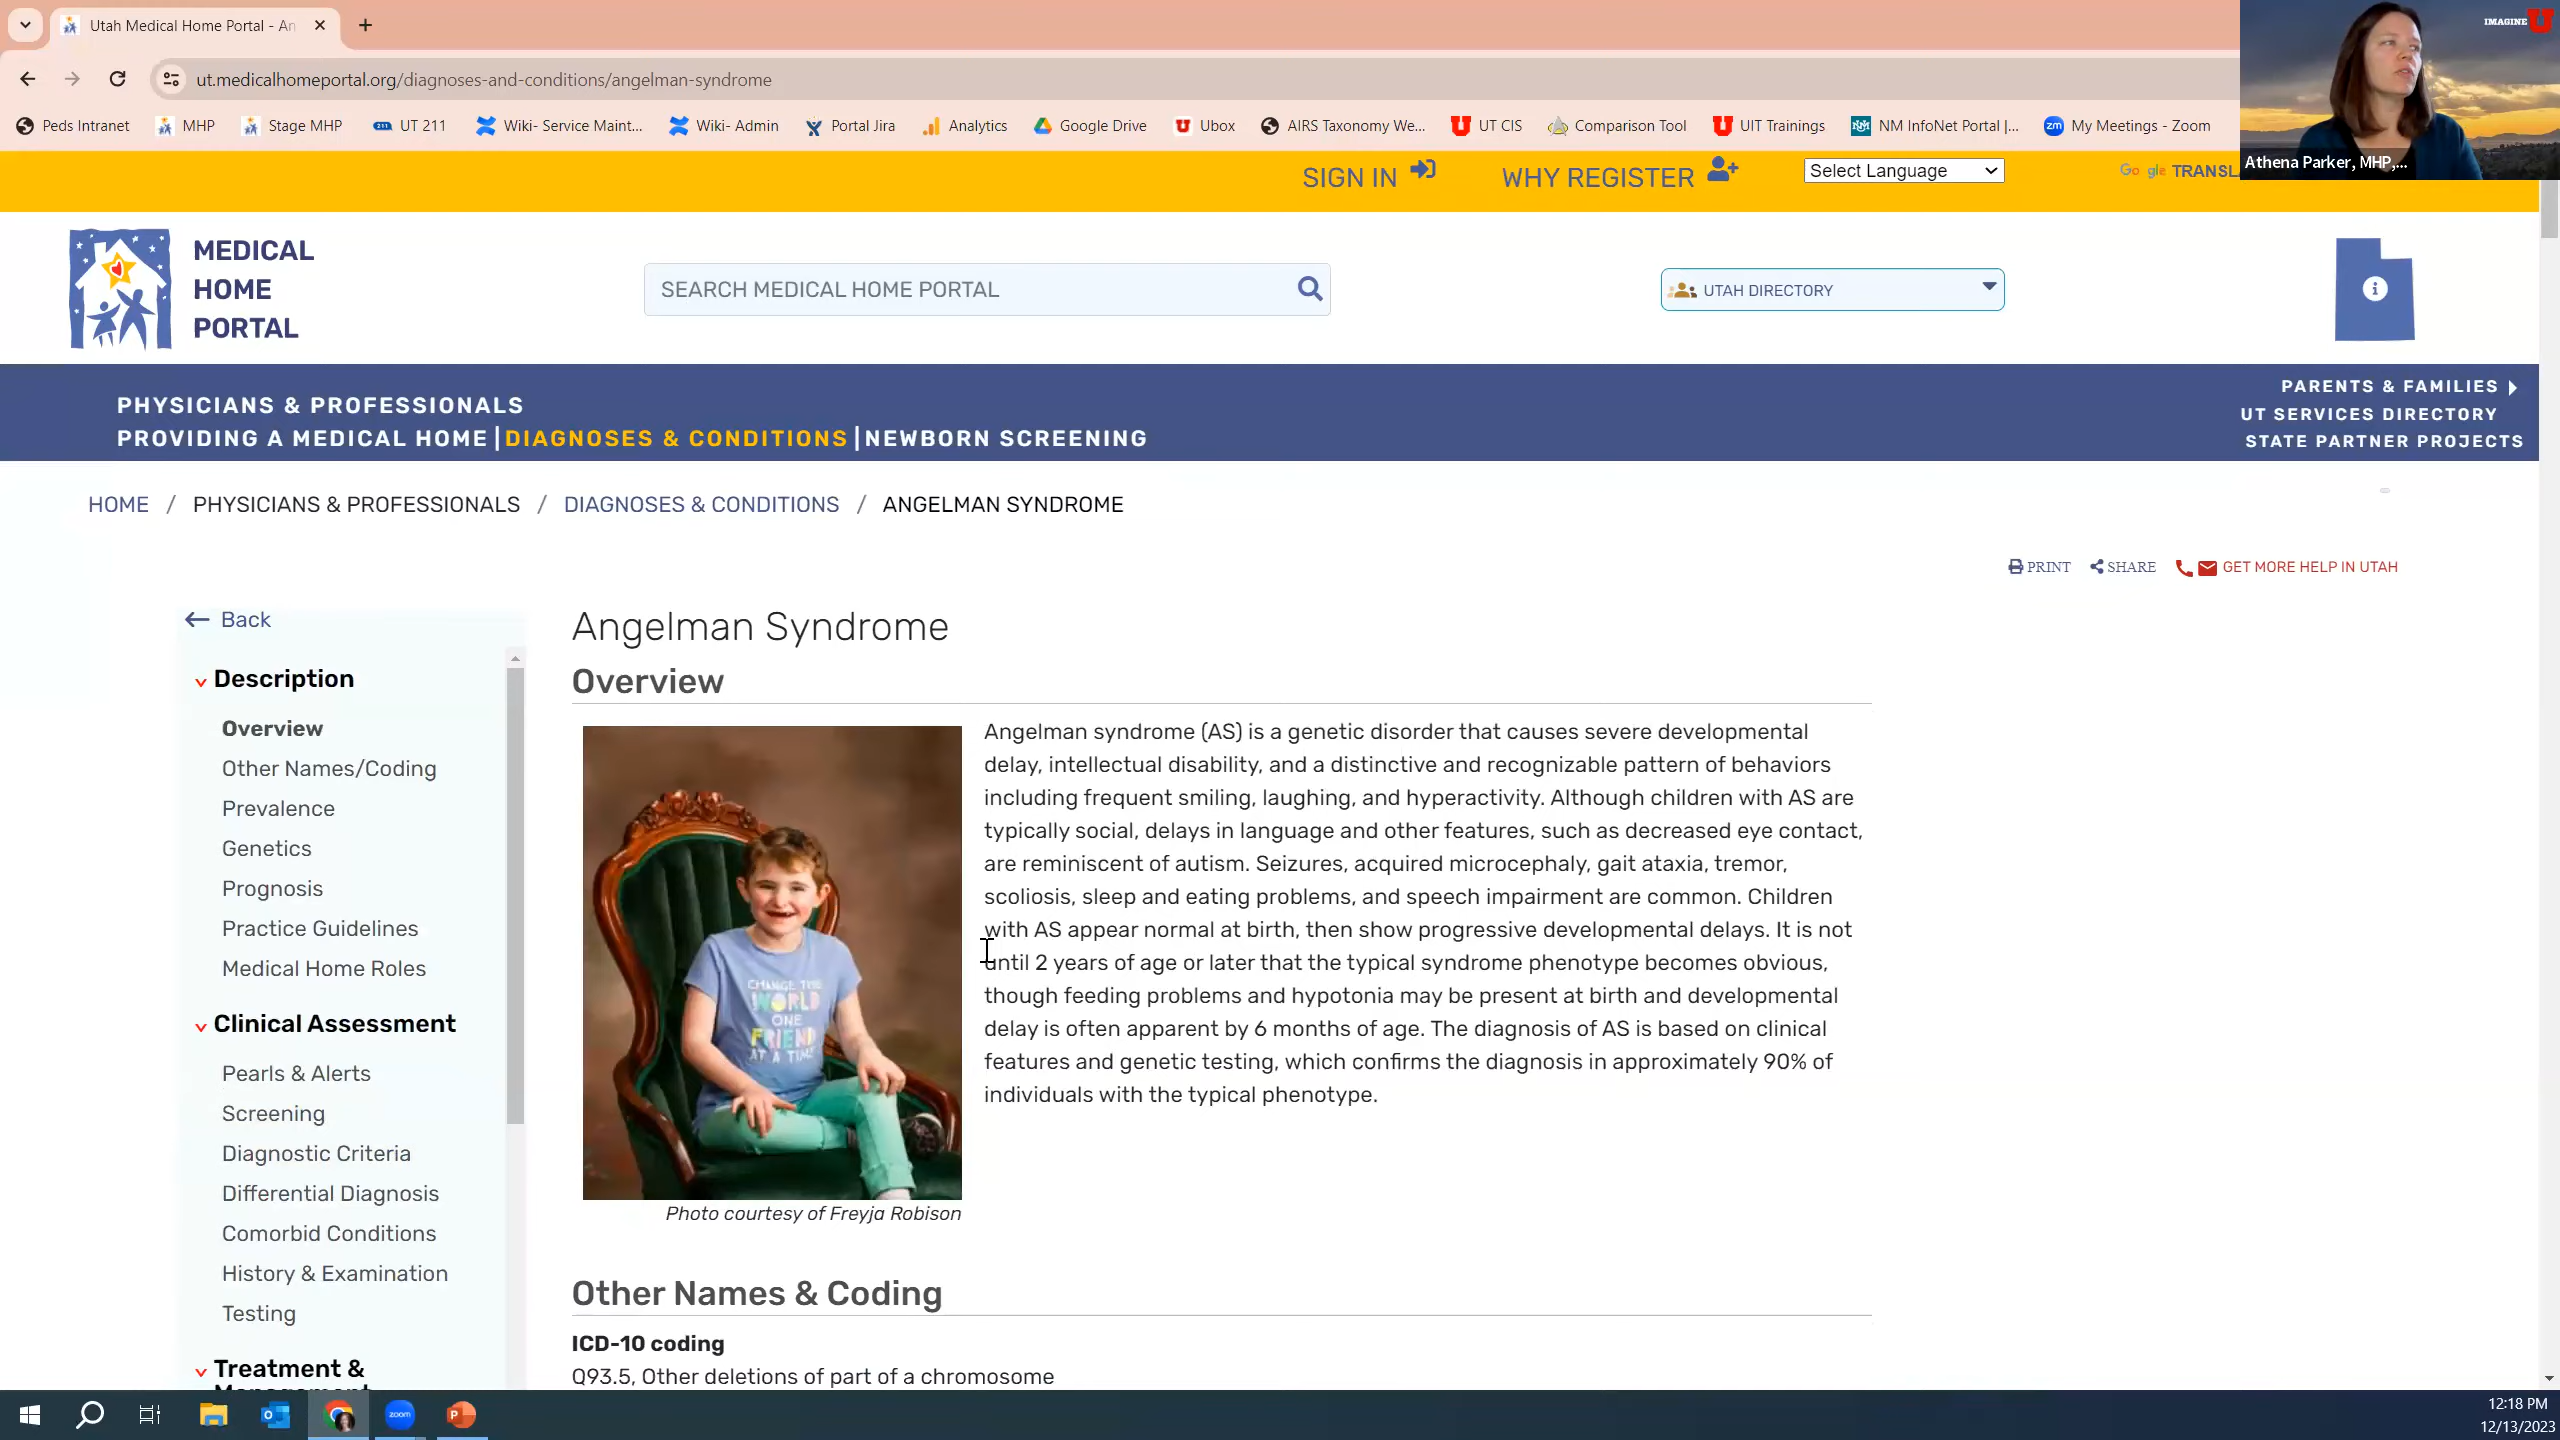 Utah Medical Home Portal - An
ut.medicalhomeportal.org/diagnoses-and-conditions/angelman-syndrome
Peds Intranet MHP Stage MHP 211 UT 211 Wiki- Service Maint... Wiki- Admin Portal Jira Analytics Google Drive Ubox AIRS Taxonomy We... UT CIS Comparison Tool UIT Trainings NM InfoNet Portal |... zm My Meetings - Zoom
IMAGINE U
Athena Parker, MHP,...
SIGN IN WHY REGISTER Select Language Google TRANSL
MEDICAL
HOME
PORTAL
SEARCH MEDICAL HOME PORTAL
UTAH DIRECTORY
PHYSICIANS & PROFESSIONALS
PROVIDING A MEDICAL HOME | DIAGNOSES & CONDITIONS | NEWBORN SCREENING
PARENTS & FAMILIES
UT SERVICES DIRECTORY
STATE PARTNER PROJECTS
HOME / PHYSICIANS & PROFESSIONALS / DIAGNOSES & CONDITIONS / ANGELMAN SYNDROME
PRINT SHARE GET MORE HELP IN UTAH
Back
Description
Overview
Other Names/Coding
Prevalence
Genetics
Prognosis
Practice Guidelines
Medical Home Roles
Clinical Assessment
Pearls & Alerts
Screening
Diagnostic Criteria
Differential Diagnosis
Comorbid Conditions
History & Examination
Testing
Treatment &
Management
Angelman Syndrome
Overview
CHANGE THE
WORLD
ONE
FRIEND
AT A TIME
Photo courtesy of Freyja Robison
Angelman syndrome (AS) is a genetic disorder that causes severe developmental
delay, intellectual disability, and a distinctive and recognizable pattern of behaviors
including frequent smiling, laughing, and hyperactivity. Although children with AS are
typically social, delays in language and other features, such as decreased eye contact,
are reminiscent of autism. Seizures, acquired microcephaly, gait ataxia, tremor,
scoliosis, sleep and eating problems, and speech impairment are common. Children
with AS appear normal at birth, then show progressive developmental delays. It is not
until 2 years of age or later that the typical syndrome phenotype becomes obvious,
though feeding problems and hypotonia may be present at birth and developmental
delay is often apparent by 6 months of age. The diagnosis of AS is based on clinical
features and genetic testing, which confirms the diagnosis in approximately 90% of
individuals with the typical phenotype.
Other Names & Coding
ICD-10 coding
Q93.5, Other deletions of part of a chromosome
zoom
12:18 PM
12/13/2023